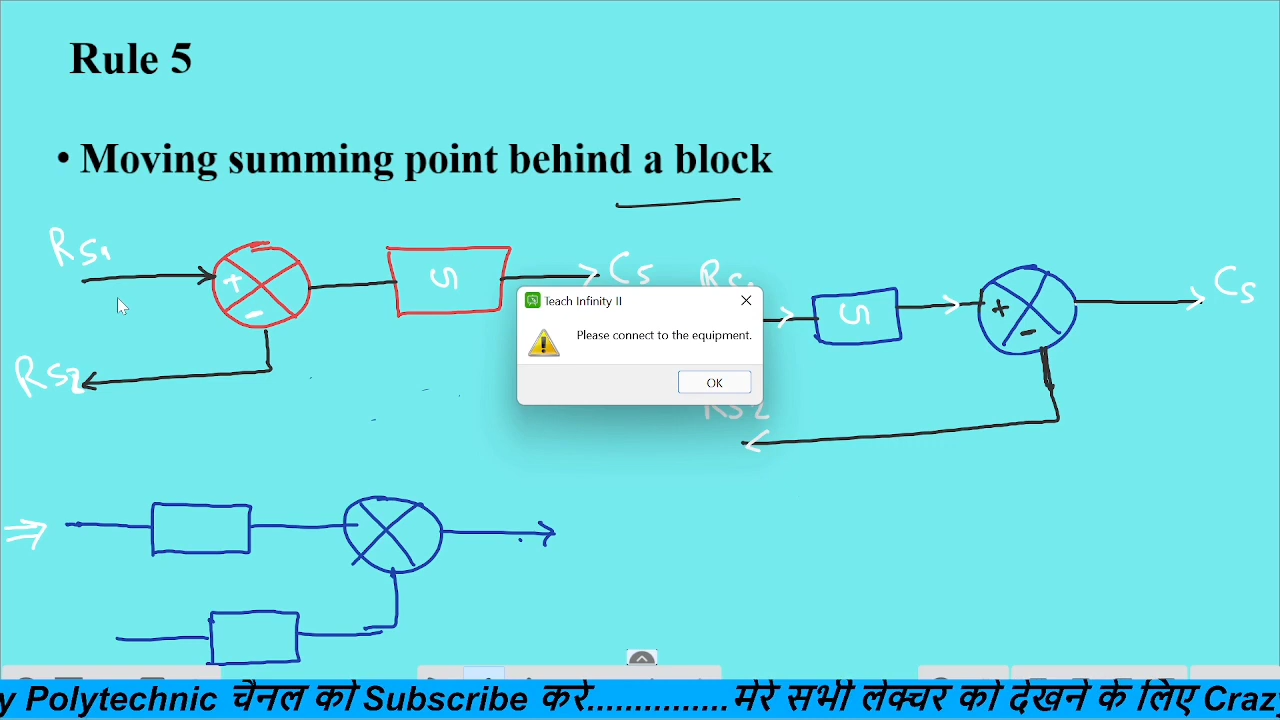 Rule 5
• Moving summing point behind a block
Rs1
+
-
S
Cs
Rs2
Teach Infinity II
Please connect to the equipment.
OK
S
+
-
Cs
Rs2
y Polytechnic चैनल को Subscribe करे...............मेरे सभी लेक्चर को देखने के लिए Craz